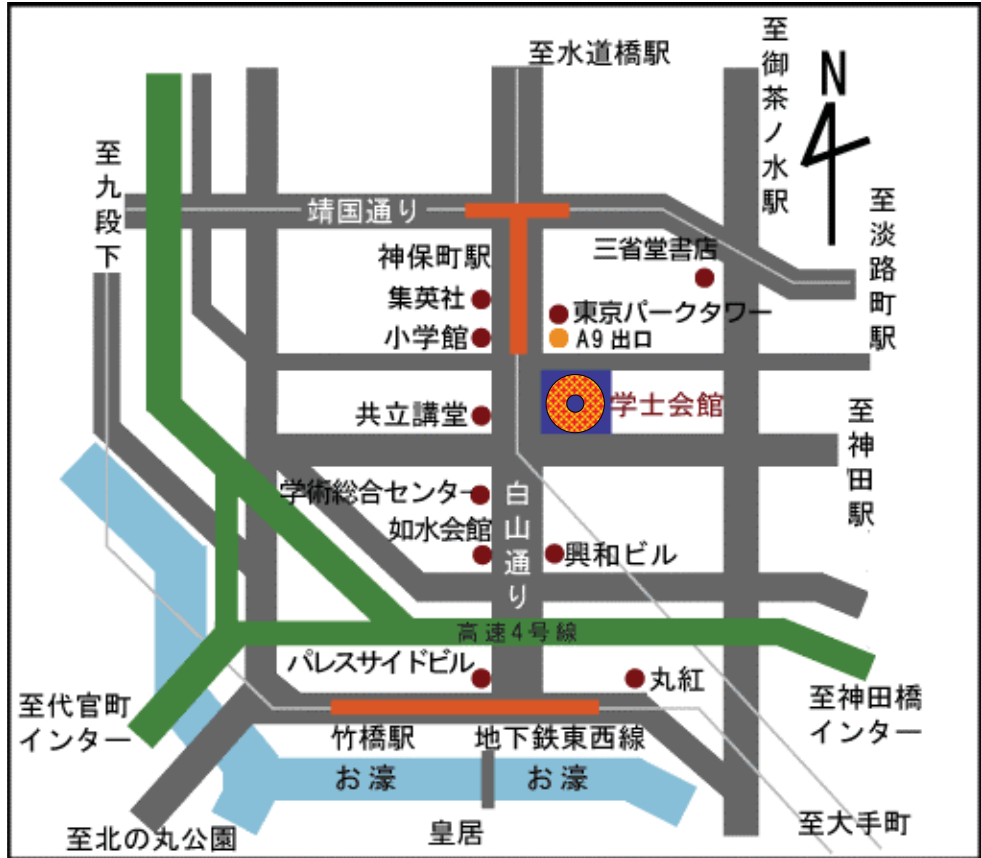 至水道橋駅
至御茶ノ水駅
N
至九段下
靖国通り
至淡路町駅
神保町駅
三省堂書店
集英社
東京パークタワー
小学館
A9出口
共立講堂
学士会館
至神田駅
学術総合センター
白山通り
如水会館
興和ビル
高速4号線
パレスサイドビル
丸紅
至代官町
インター
至神田橋
インター
竹橋駅
地下鉄東西線
お濠
お濠
至北の丸公園
皇居
至大手町